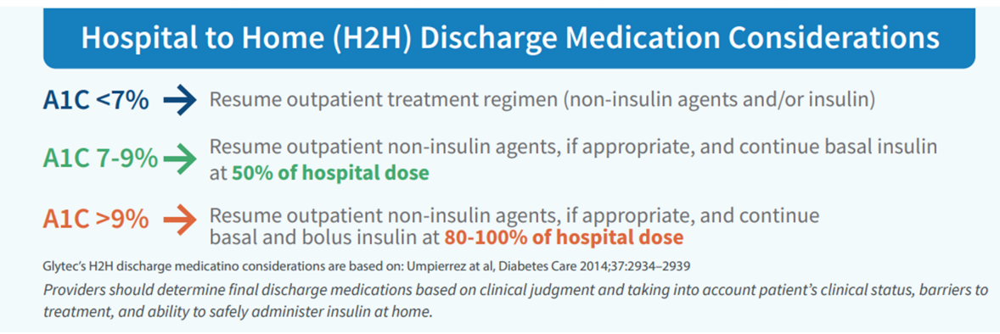 Hospital to Home (H2H) Discharge Medication Considerations
A1C <7% → Resume outpatient treatment regimen (non-insulin agents and/or insulin)
A1C 7-9% → Resume outpatient non-insulin agents, if appropriate, and continue basal insulin
at 50% of hospital dose
A1C >9% → Resume outpatient non-insulin agents, if appropriate, and continue
basal and bolus insulin at 80-100% of hospital dose
Glytec's H2H discharge medicatino considerations are based on: Umpierrez at al, Diabetes Care 2014;37:2934–2939
Providers should determine final discharge medications based on clinical judgment and taking into account patient's clinical status, barriers to
treatment, and ability to safely administer insulin at home.